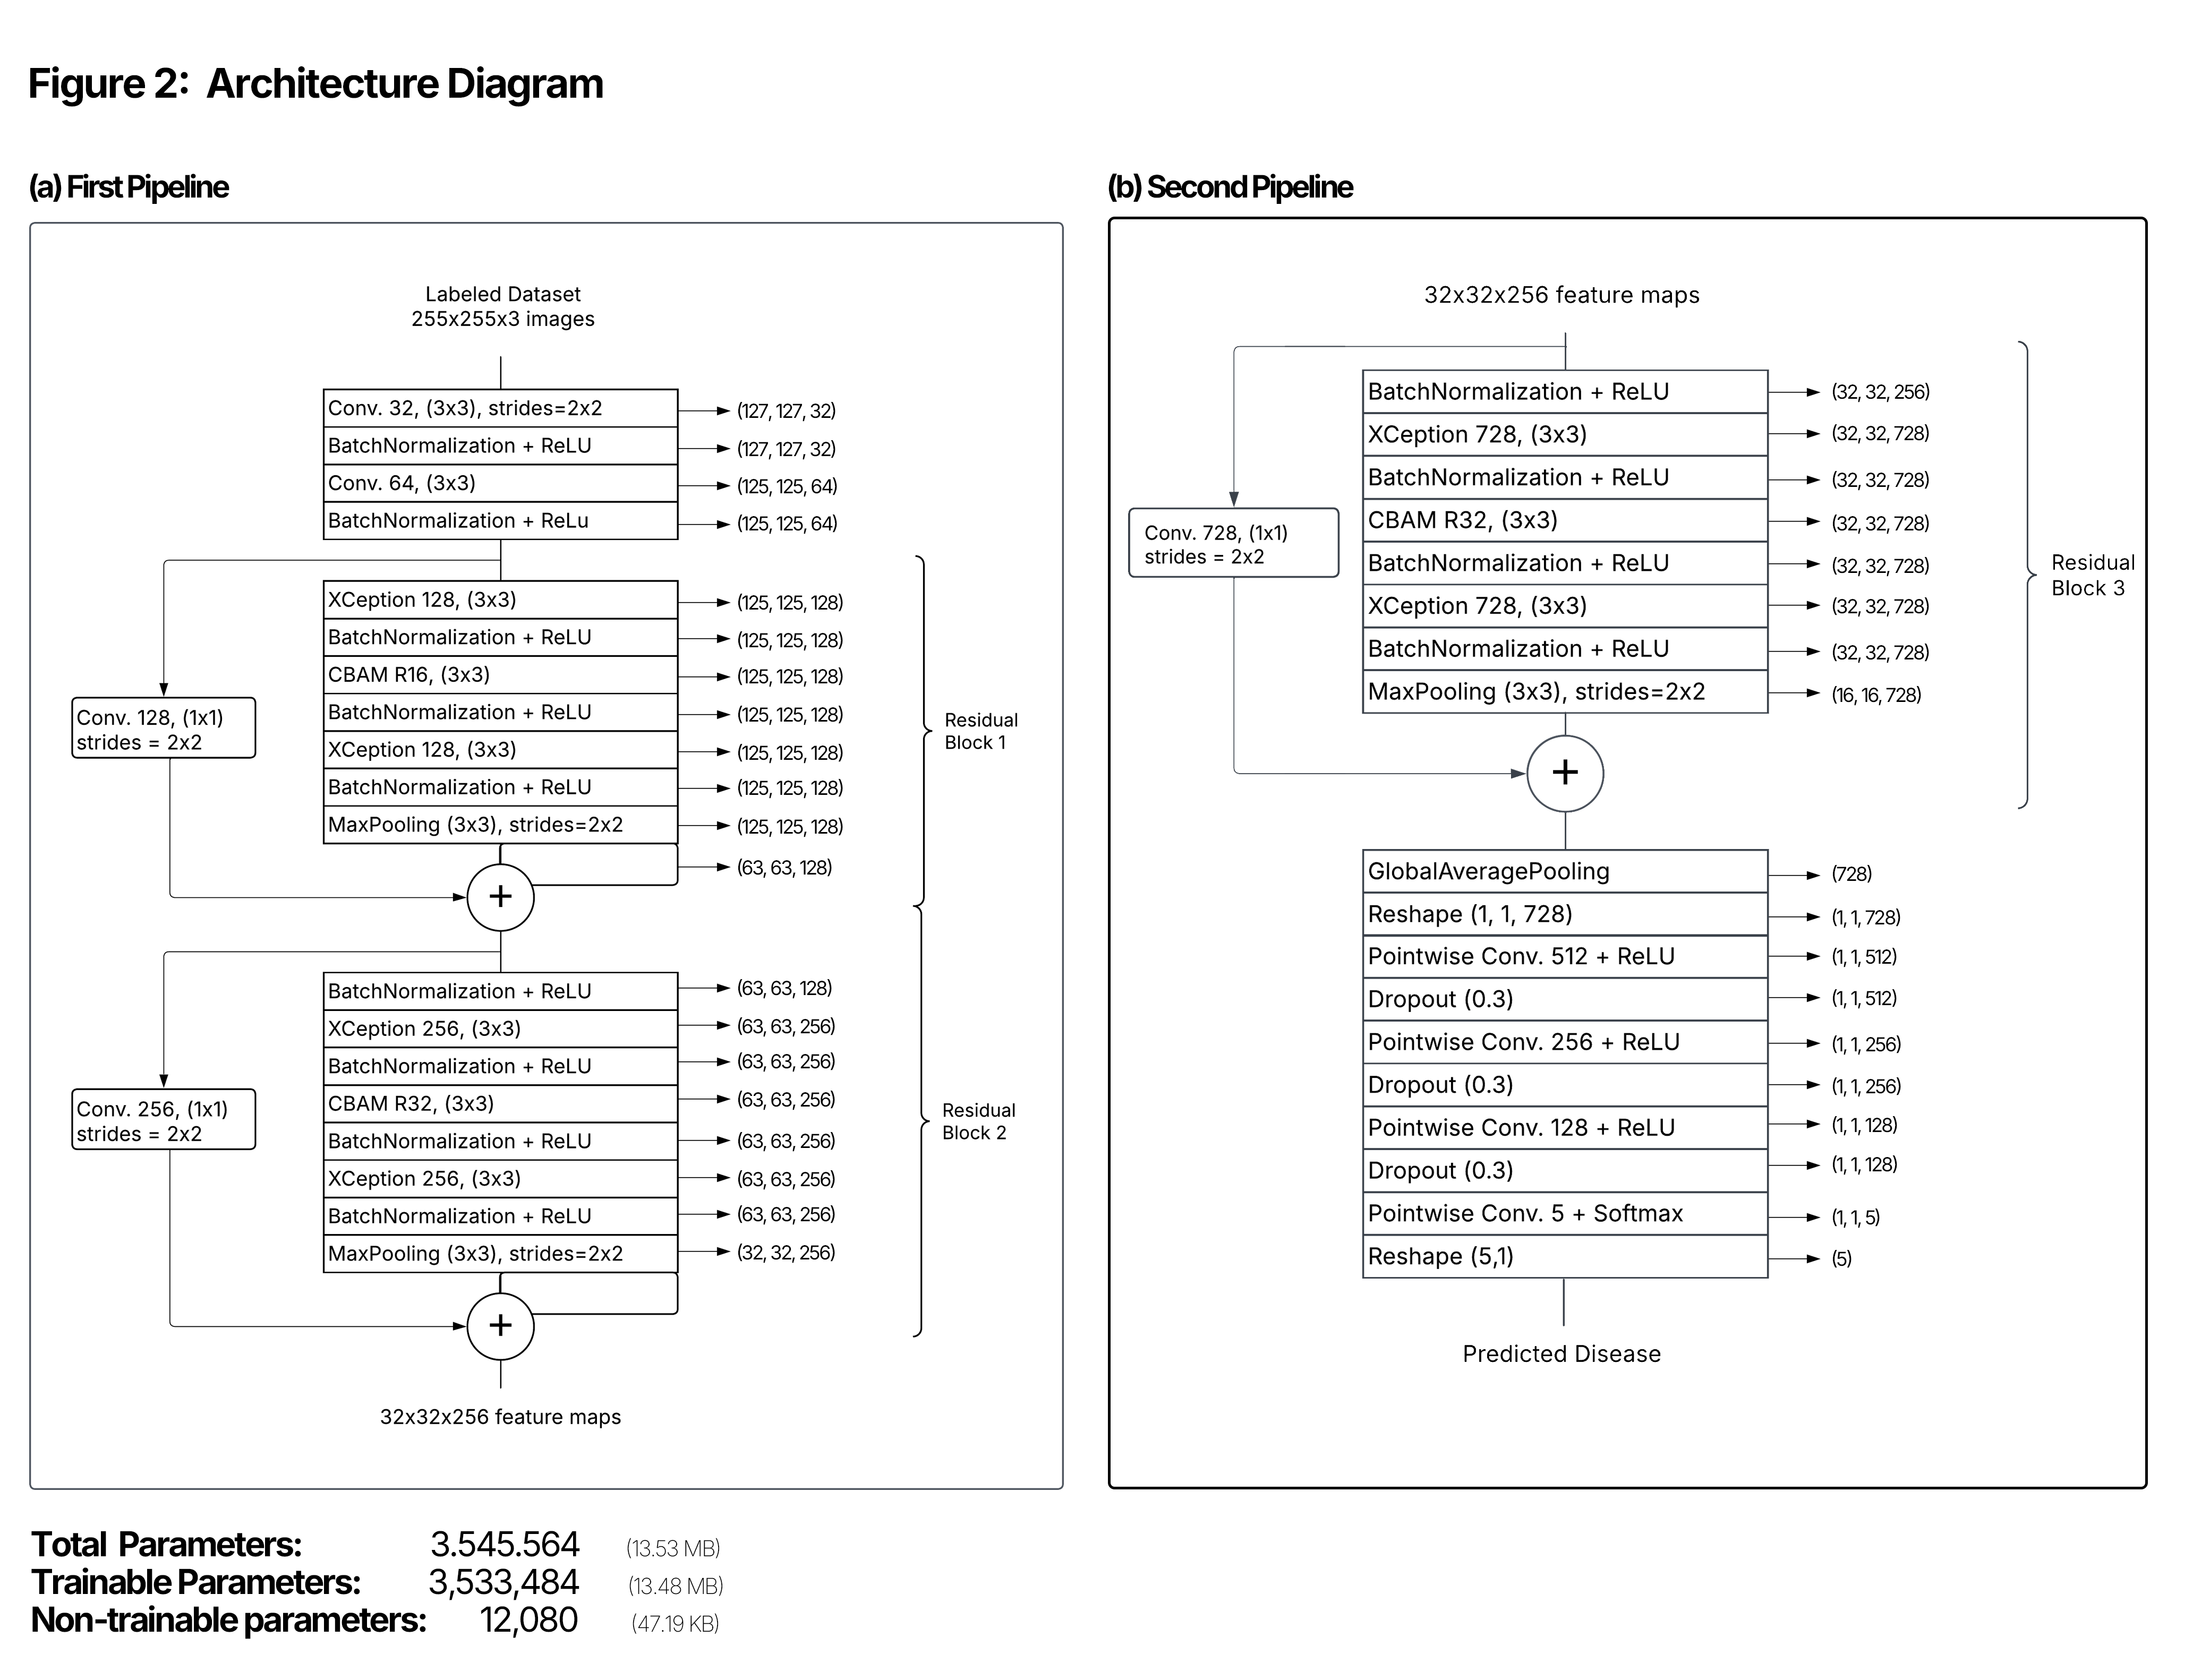 Figure 2: Architecture Diagram
(a) First Pipeline
Labeled Dataset
255x255x3 images
Conv. 32, (3x3), strides=2x2
(127, 127, 32)
BatchNormalization + ReLU
(127, 127, 32)
Conv. 64, (3x3)
(125, 125, 64)
BatchNormalization + ReLu
(125, 125, 64)
XCeption 128, (3x3)
(125, 125, 128)
BatchNormalization + ReLU
(125, 125, 128)
CBAM R16, (3x3)
(125, 125, 128)
BatchNormalization + ReLU
(125, 125, 128)
XCeption 128, (3x3)
(125, 125, 128)
BatchNormalization + ReLU
(125, 125, 128)
MaxPooling (3x3), strides=2x2
(125, 125, 128)
(63, 63, 128)
Conv. 128, (1x1)
strides = 2x2
+
Residual
Block 1
BatchNormalization + ReLU
(63, 63, 128)
XCeption 256, (3x3)
(63, 63, 256)
BatchNormalization + ReLU
(63, 63, 256)
CBAM R32, (3x3)
(63, 63, 256)
BatchNormalization + ReLU
(63, 63, 256)
XCeption 256, (3x3)
(63, 63, 256)
BatchNormalization + ReLU
(63, 63, 256)
MaxPooling (3x3), strides=2x2
(32, 32, 256)
Conv. 256, (1x1)
strides = 2x2
+
Residual
Block 2
32x32x256 feature maps
(b) Second Pipeline
32x32x256 feature maps
BatchNormalization + ReLU
(32, 32, 256)
XCeption 728, (3x3)
(32, 32, 728)
BatchNormalization + ReLU
(32, 32, 728)
CBAM R32, (3x3)
(32, 32, 728)
BatchNormalization + ReLU
(32, 32, 728)
XCeption 728, (3x3)
(32, 32, 728)
BatchNormalization + ReLU
(32, 32, 728)
MaxPooling (3x3), strides=2x2
(16, 16, 728)
Conv. 728, (1x1)
strides = 2x2
+
Residual
Block 3
GlobalAveragePooling
(728)
Reshape (1, 1, 728)
(1, 1, 728)
Pointwise Conv. 512 + ReLU
(1, 1, 512)
Dropout (0.3)
(1, 1, 512)
Pointwise Conv. 256 + ReLU
(1, 1, 256)
Dropout (0.3)
(1, 1, 256)
Pointwise Conv. 128 + ReLU
(1, 1, 128)
Dropout (0.3)
(1, 1, 128)
Pointwise Conv. 5 + Softmax
(1, 1, 5)
Reshape (5,1)
(5)
Predicted Disease
Total Parameters: 3.545.564 (13.53 MB)
Trainable Parameters: 3,533,484 (13.48 MB)
Non-trainable parameters: 12,080 (47.19 KB)